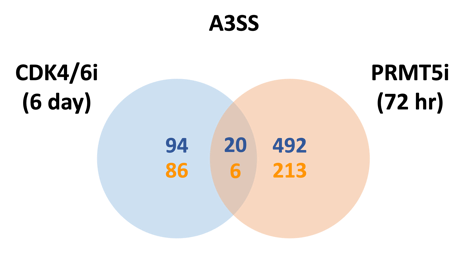 A3SS
CDK4/6i
(6 day)
PRMT5i
(72 hr)
94 20 492
86 6 213